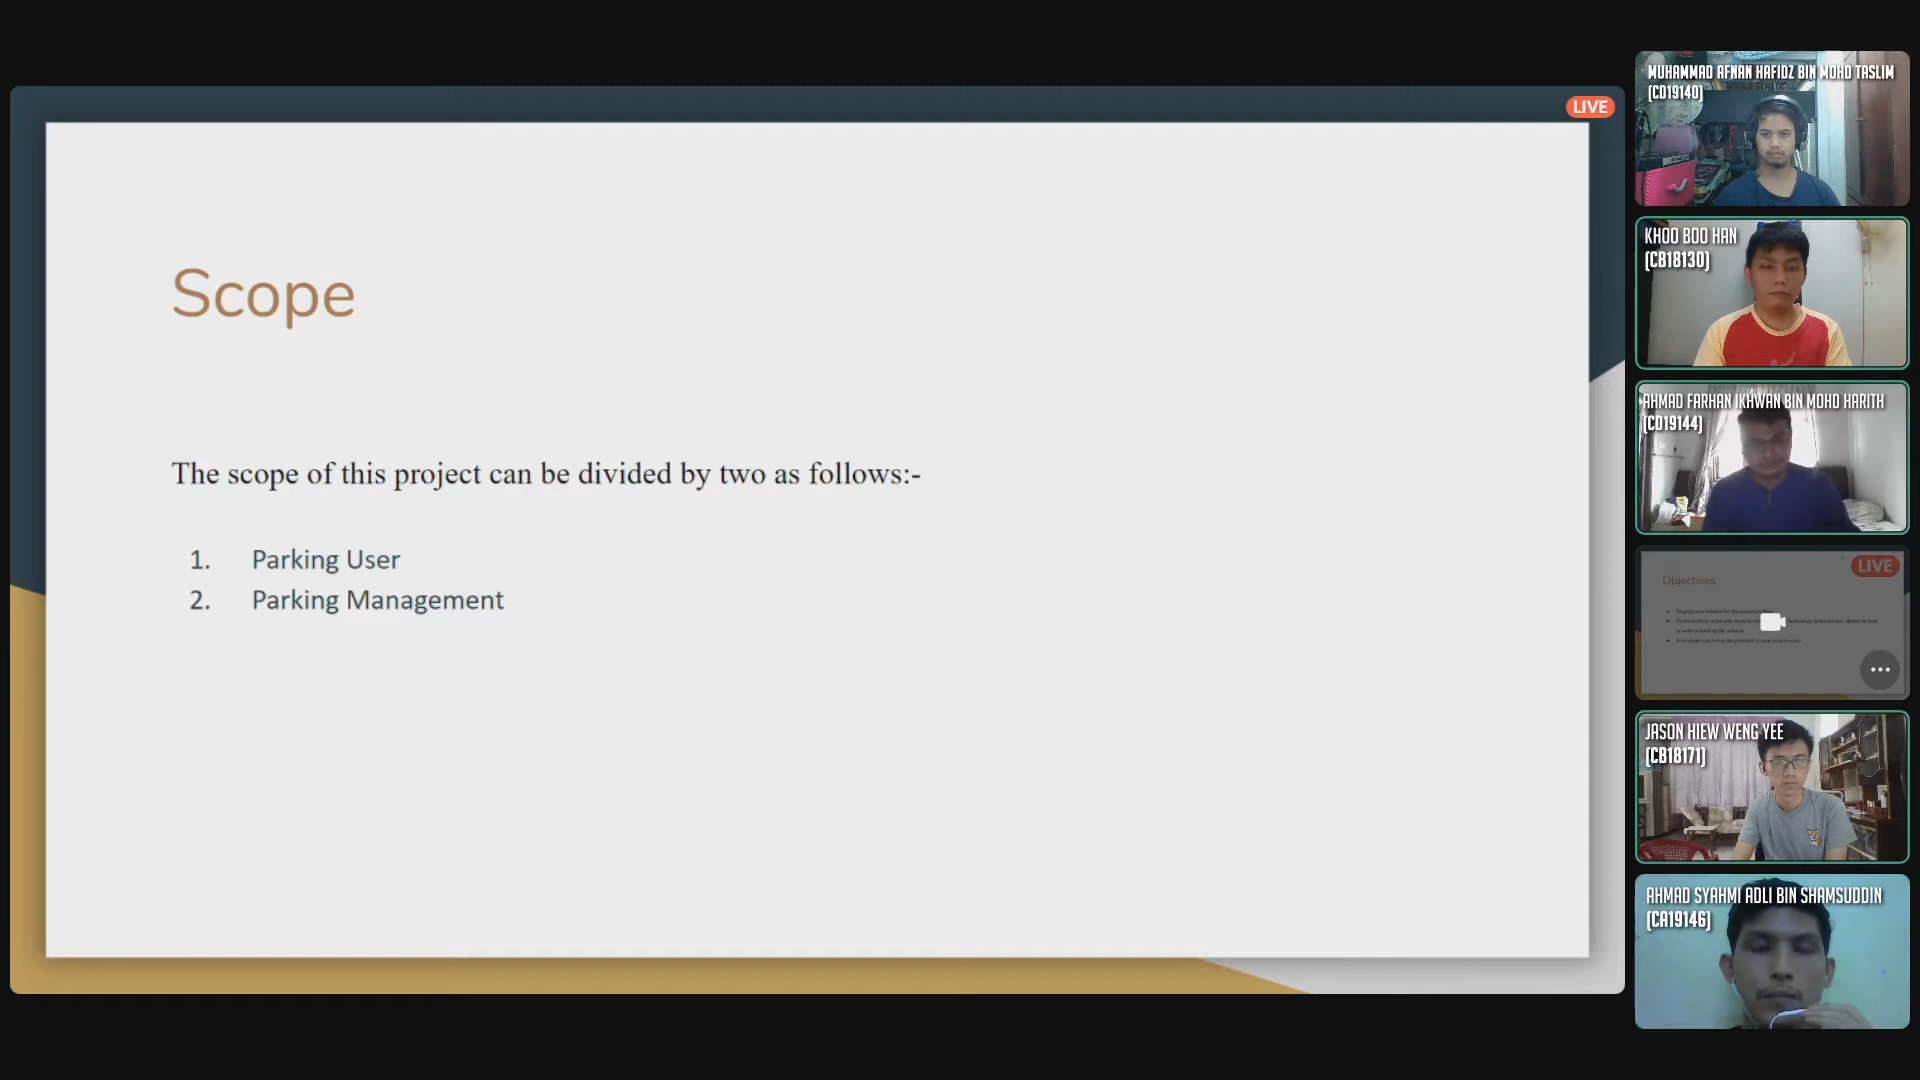 LIVE
Scope
The scope of this project can be divided by two as follows:-
1. Parking User
2. Parking Management
MUHAMMAD AFNAN HAFIDZ BIN MOHD TASLIM
(CD19140)
KHOO BOO HAN
(CB18130)
AHMAD FARHAN IKHWAN BIN MOHD HARITH
(CD19144)
LIVE
Objectives
JASON HIEW WENG YEE
(CB18171)
AHMAD SYAHMI ADLI BIN SHAMSUDDIN
(CA19146)